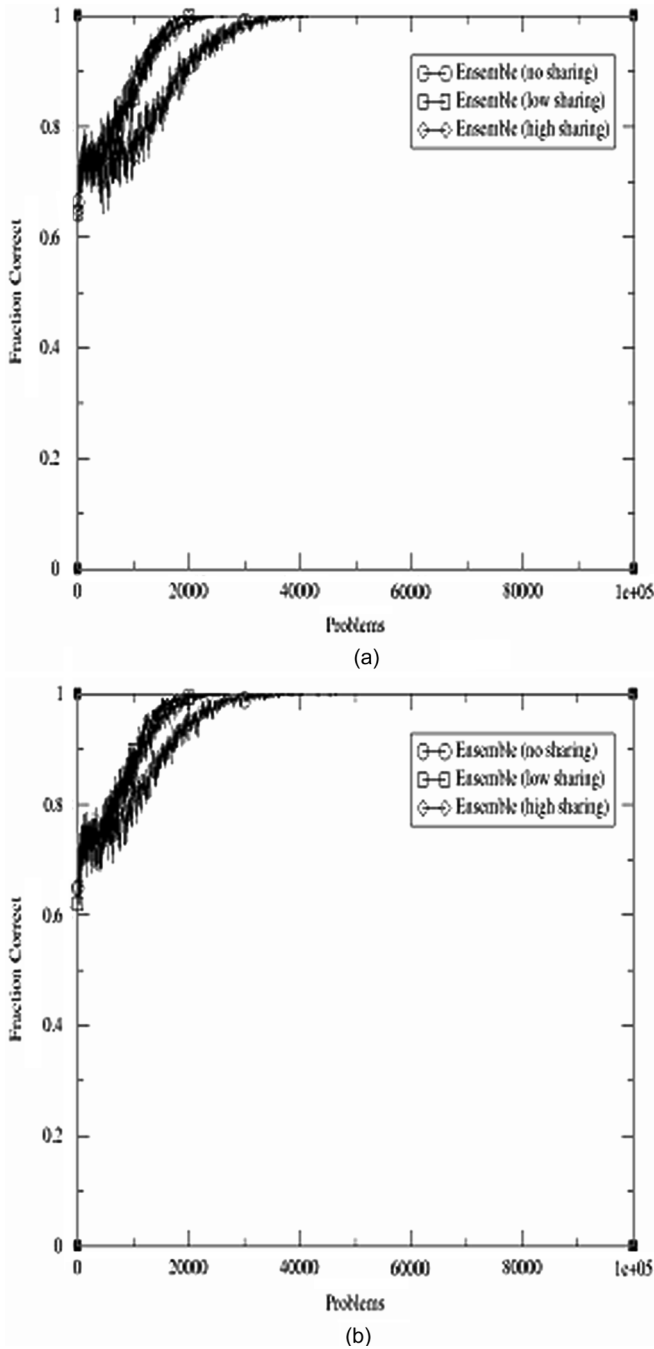 1
0.8
0.6
0.4
0.2
0
Fraction Correct
Ensemble (no sharing)
Ensemble (low sharing)
Ensemble (high sharing)
0 20000 40000 60000 80000 1e+05
Problems
(a)
1
0.8
0.6
0.4
0.2
0
Fraction Correct
Ensemble (no sharing)
Ensemble (low sharing)
Ensemble (high sharing)
0 20000 40000 60000 80000 1e+05
Problems
(b)